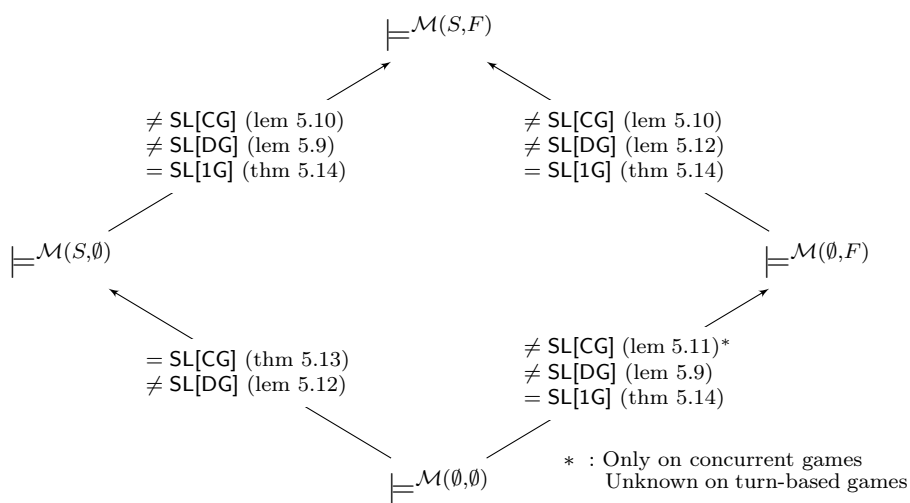 ⊨^M(S,F)
≠ SL[CG] (lem 5.10)
≠ SL[DG] (lem 5.9)
= SL[1G] (thm 5.14)
≠ SL[CG] (lem 5.10)
≠ SL[DG] (lem 5.12)
= SL[1G] (thm 5.14)
⊨^M(S,∅)
⊨^M(∅,F)
= SL[CG] (thm 5.13)
≠ SL[DG] (lem 5.12)
≠ SL[CG] (lem 5.11)*
≠ SL[DG] (lem 5.9)
= SL[1G] (thm 5.14)
⊨^M(∅,∅)
* : Only on concurrent games
Unknown on turn-based games